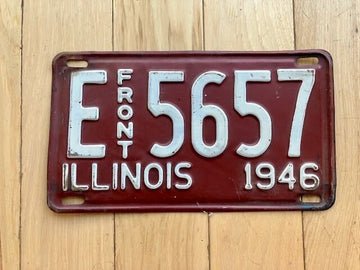 E FRONT 5657
ILLINOIS 1946